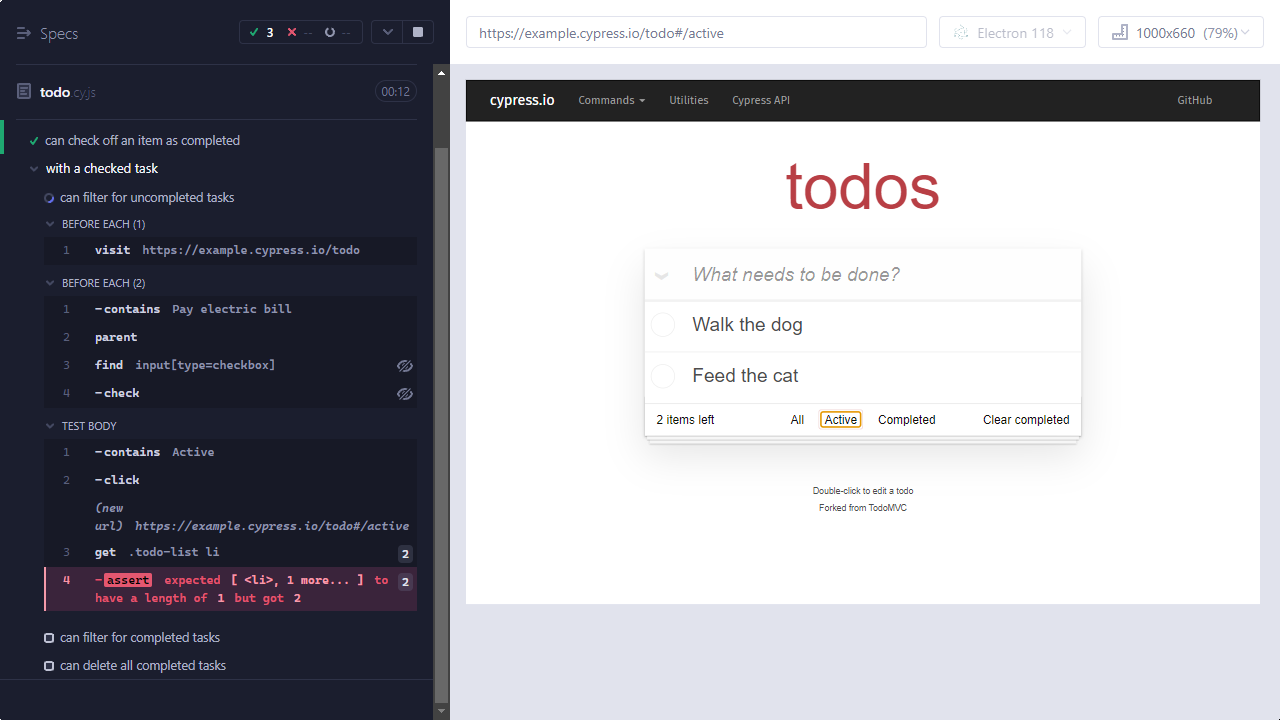 Specs
3
--
--
todo.cy.js
00:12
can check off an item as completed
with a checked task
can filter for uncompleted tasks
BEFORE EACH (1)
1 visit https://example.cypress.io/todo
BEFORE EACH (2)
1 -contains Pay electric bill
2 parent
3 find input[type=checkbox]
4 -check
TEST BODY
1 -contains Active
2 -click
(new
url) https://example.cypress.io/todo#/active
3 get .todo-list li 2
4 -assert expected [ <li>, 1 more... ] to 2
have a length of 1 but got 2
can filter for completed tasks
can delete all completed tasks
https://example.cypress.io/todo#/active
Electron 118
1000x660 (79%)
cypress.io Commands Utilities Cypress API GitHub
todos
What needs to be done?
Walk the dog
Feed the cat
2 items left All Active Completed Clear completed
Double-click to edit a todo
Forked from TodoMVC